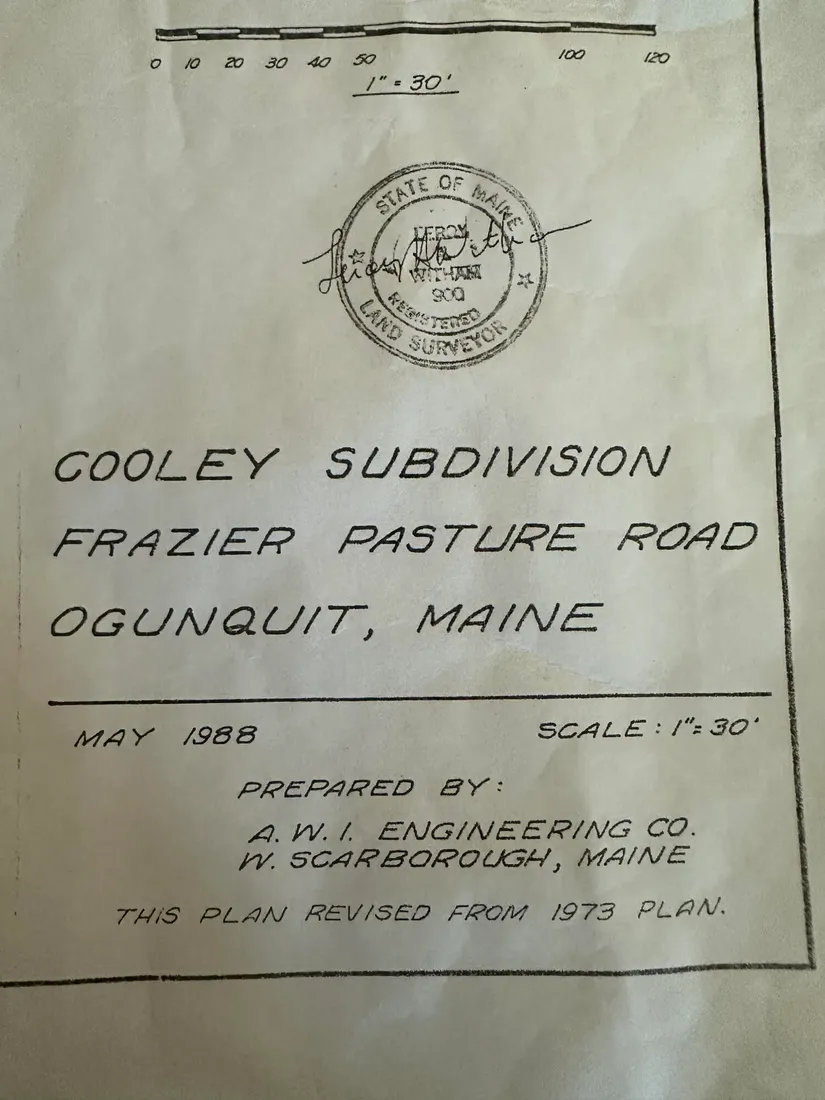 0 10 20 30 40 50 100 120
1" = 30'
STATE OF MAINE
LEROY
WITHAM
900
REGISTERED
LAND SURVEYOR
COOLEY SUBDIVISION
FRAZIER PASTURE ROAD
OGUNQUIT, MAINE
MAY 1988 SCALE: 1"= 30'
PREPARED BY:
A. W. I. ENGINEERING CO.
W. SCARBOROUGH, MAINE
THIS PLAN REVISED FROM 1973 PLAN.